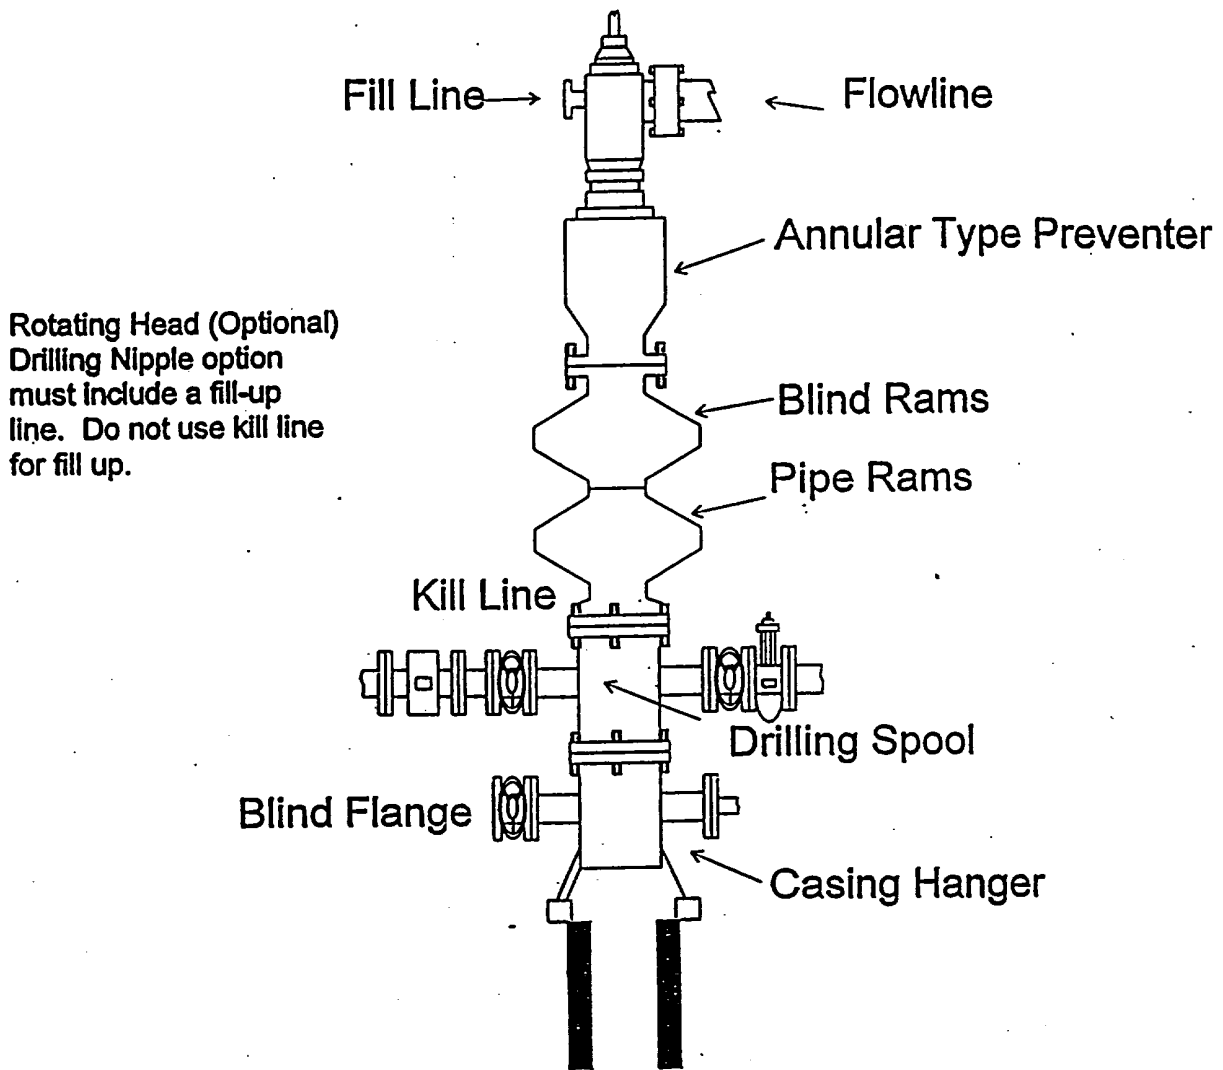 Fill Line
Flowline
Annular Type Preventer
Rotating Head (Optional)
Drilling Nipple option
must include a fill-up
line. Do not use kill line
for fill up.
Blind Rams
Pipe Rams
Kill Line
Drilling Spool
Blind Flange
Casing Hanger